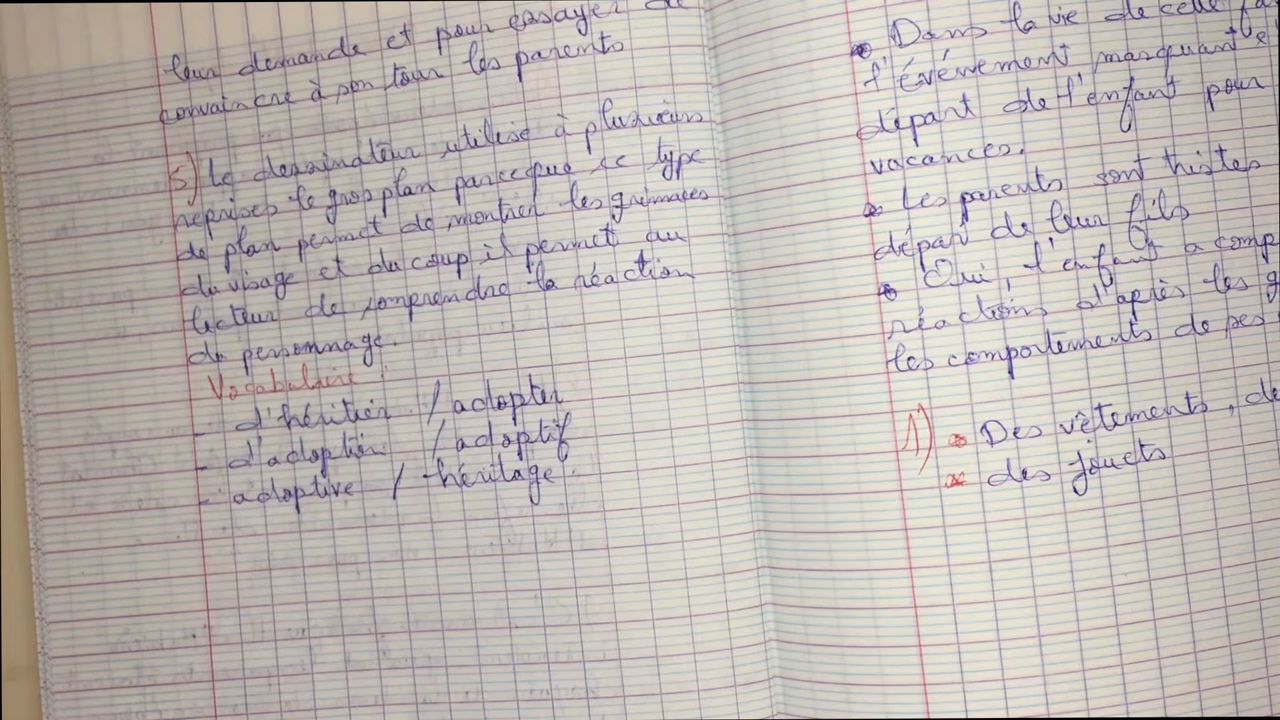 leur demande et pour essayer de
convaincre à son tour les parents
5) Le dessinateur utilise à plusieurs
reprises le gros plan parceque ce type
de plan permet de montrer les grimaces
du visage et du coup il permet au
lecteur de comprendre la réaction
du personnage.
Vocabulaire :
- d'hériter / adopter
- d'adoption / adoptif
- adoptive / héritage.
Dans la vie de celle
l'événement marquant
départ de l'enfant pour
vacances.
Les parents sont tristes
départ de leur fils
Oui, l'enfant a comp
réactions d'après les g
les comportements de ses
1) Des vêtements, de
des jouets